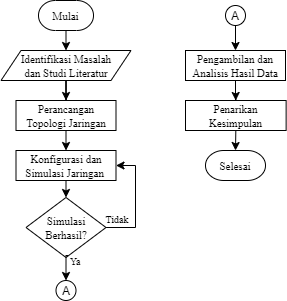 Mulai
Identifikasi Masalah
dan Studi Literatur
Perancangan
Topologi Jaringan
Konfigurasi dan
Simulasi Jaringan
Simulasi
Berhasil?
Tidak
Ya
A
A
Pengambilan dan
Analisis Hasil Data
Penarikan
Kesimpulan
Selesai